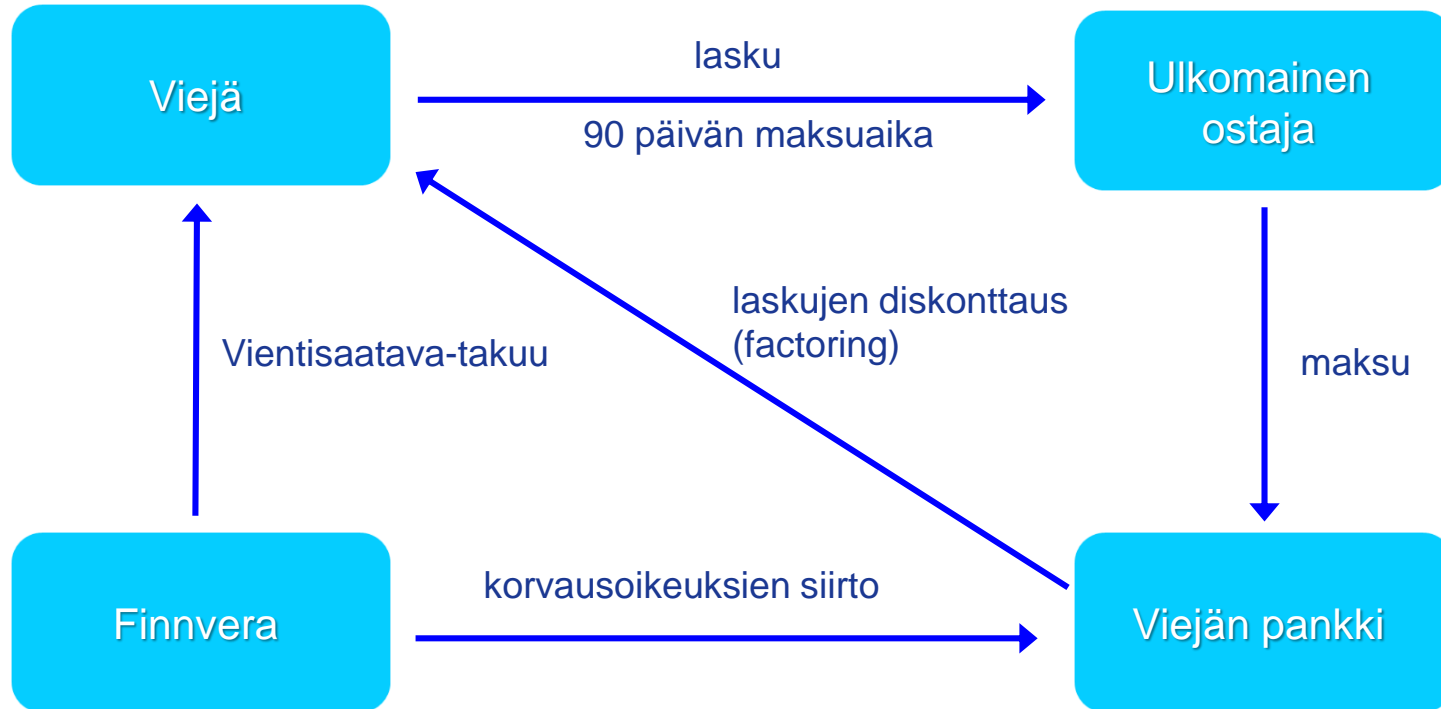 Viejä
lasku
90 päivän maksuaika
Ulkomainen
ostaja
Vientisaatava-takuu
laskujen diskonttaus
(factoring)
maksu
Finnvera
korvausoikeuksien siirto
Viejän pankki